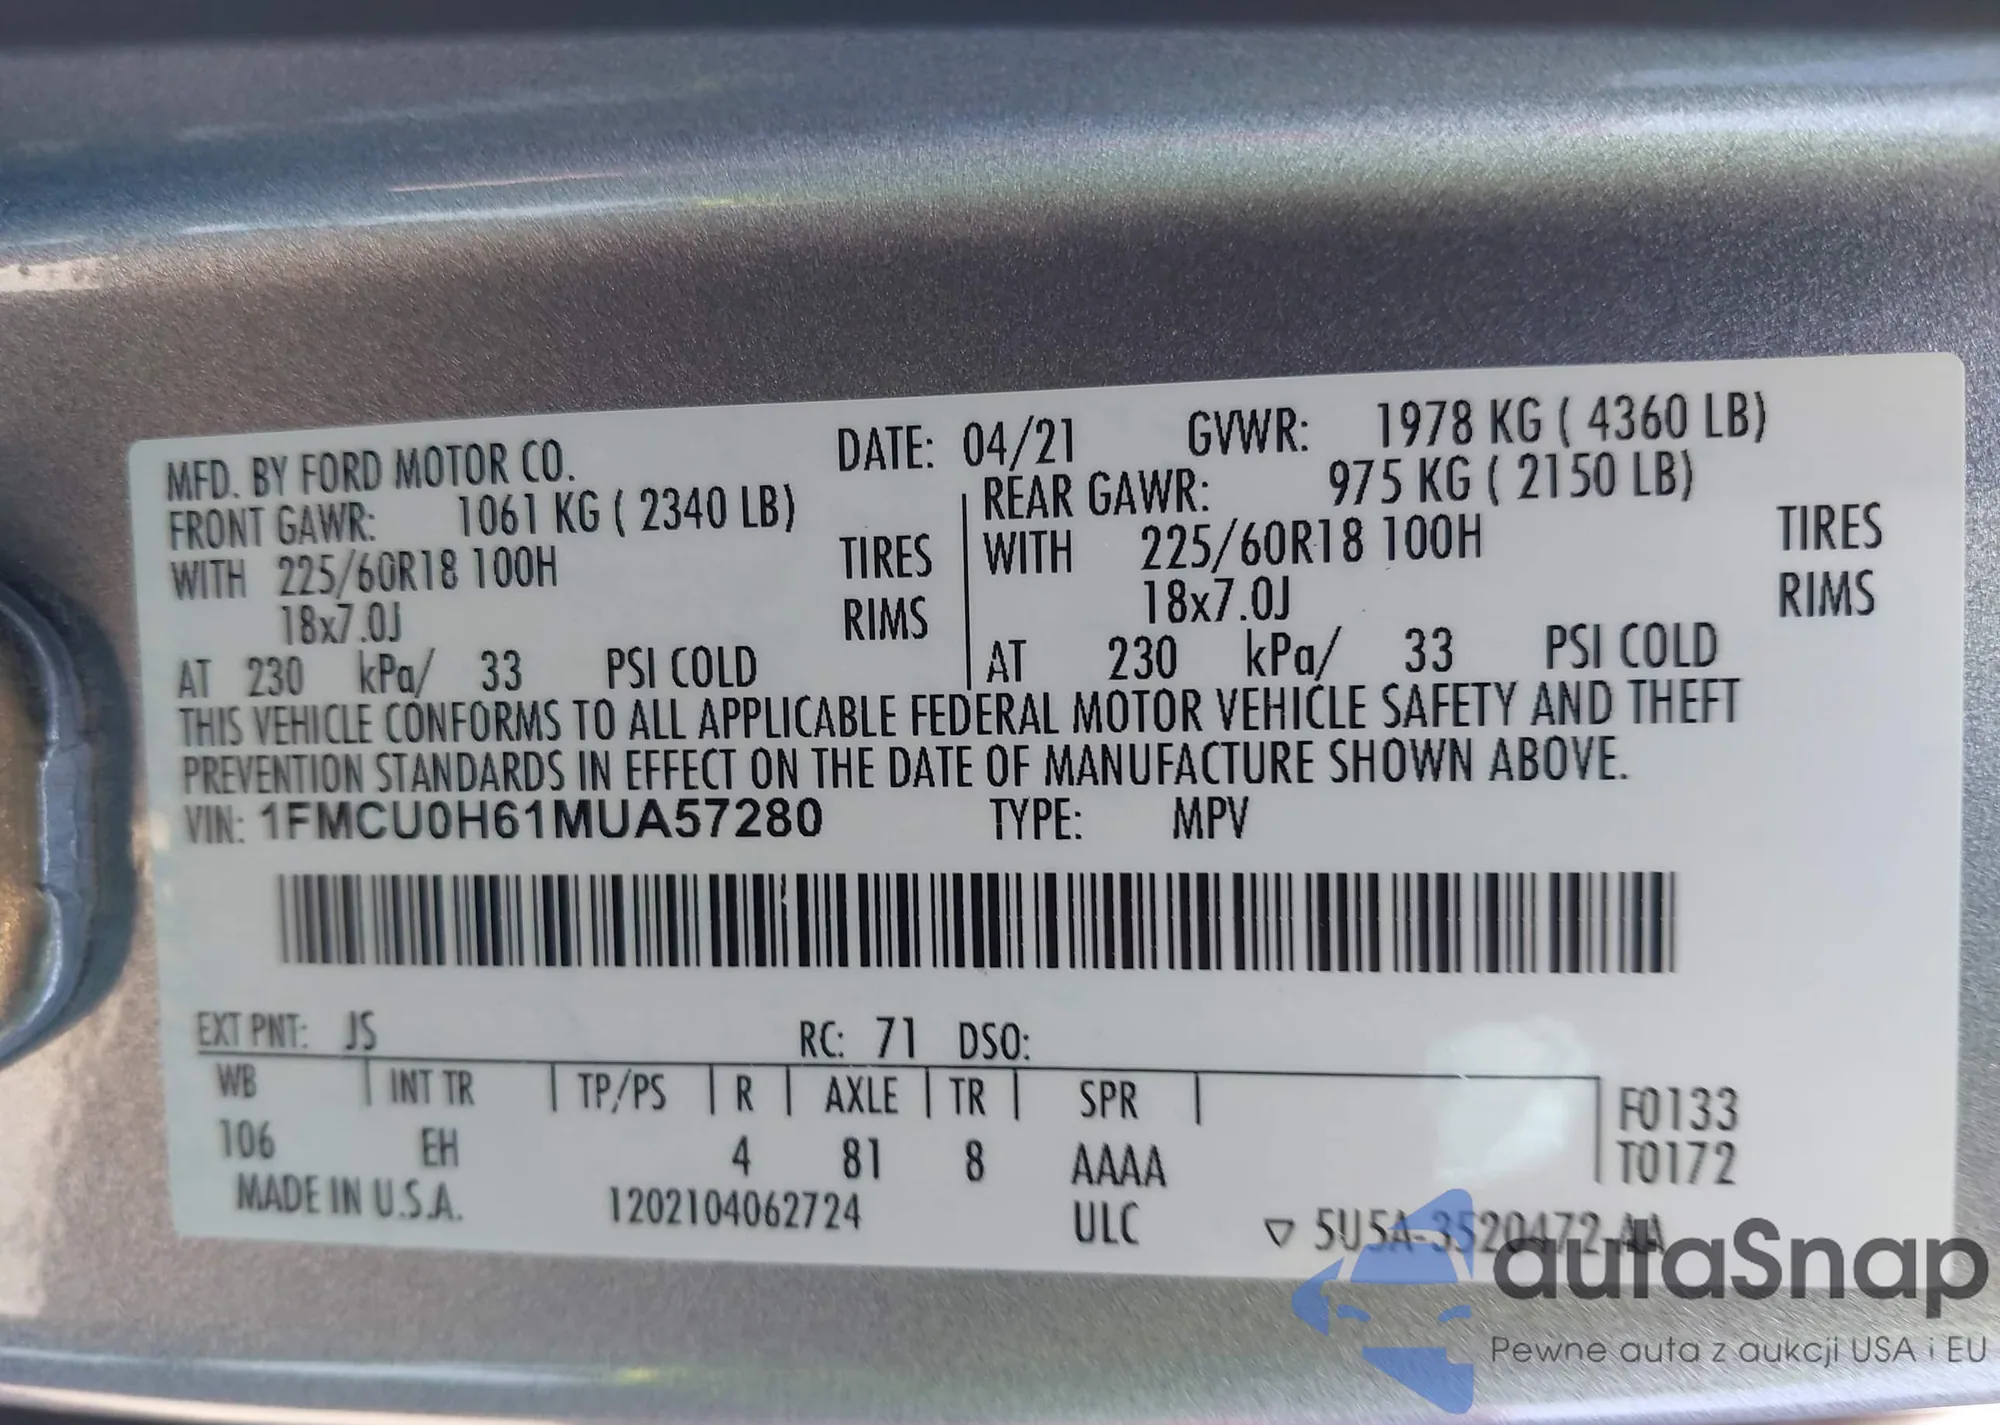 MFD. BY FORD MOTOR CO. DATE: 04/21 GVWR: 1978 KG ( 4360 LB)
FRONT GAWR: 1061 KG ( 2340 LB) REAR GAWR: 975 KG ( 2150 LB)
WITH 225/60R18 100H TIRES WITH 225/60R18 100H TIRES
18x7.0J RIMS 18x7.0J RIMS
AT 230 kPa/ 33 PSI COLD AT 230 kPa/ 33 PSI COLD
THIS VEHICLE CONFORMS TO ALL APPLICABLE FEDERAL MOTOR VEHICLE SAFETY AND THEFT
PREVENTION STANDARDS IN EFFECT ON THE DATE OF MANUFACTURE SHOWN ABOVE.
VIN: 1FMCU0H61MUA57280 TYPE: MPV
EXT PNT: JS RC: 71 DSO:
WB INT TR TP/PS R AXLE TR SPR F0133
106 EH 4 81 8 AAAA T0172
MADE IN U.S.A. 1202104062724 ULC ▽ 5U5A-3520472-AA
autaSnap
Pewne auta z aukcji USA i EU